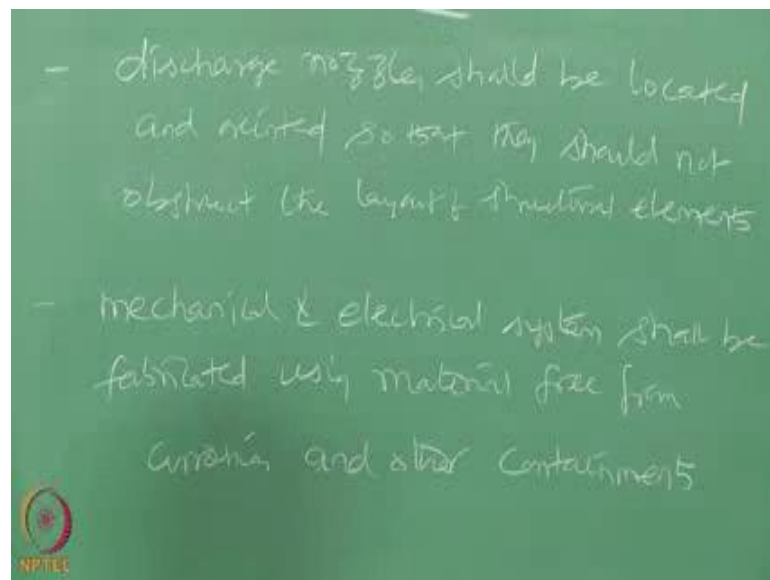 - discharge nozzles should be located
and oriented so that they should not
obstruct the layout of structural elements
- mechanical & electrical system shall be
fabricated using material free from
corrosion and other containments
NPTEL